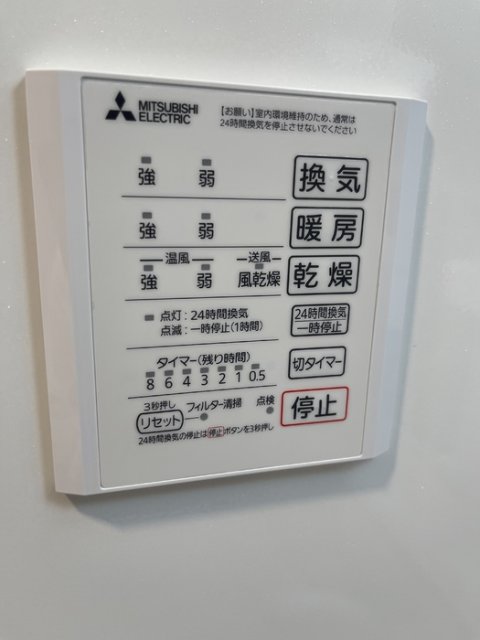 MITSUBISHI
ELECTRIC
【お願い】室内環境維持のため、通常は
24時間換気を停止させないでください
強 弱 換気
強 弱 暖房
温風 送風
強 弱 風乾燥 乾燥
点灯：24時間換気
点滅：一時停止(1時間)
24時間換気
一時停止
タイマー(残り時間)
8 6 4 3 2 1 0.5
切タイマー
3秒押し
リセット フィルター清掃 点検
停止
24時間換気の停止は停止ボタンを3秒押し